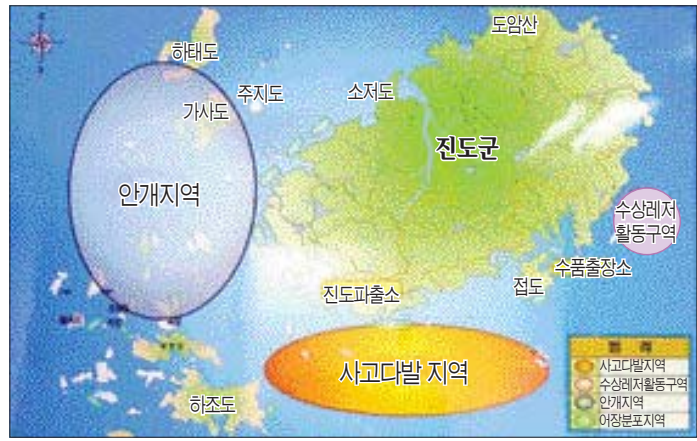 도암산
하태도
주지도
소저도
가사도
진도군
안개지역
수상레저
활동구역
수품출장소
접도
진도파출소
사고다발 지역
하조도
범 례
사고다발지역
수상레저활동구역
안개지역
어장분포지역